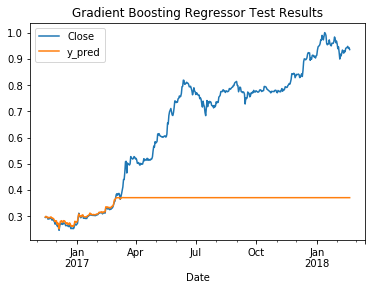 Gradient Boosting Regressor Test Results
Close
y_pred
1.0
0.9
0.8
0.7
0.6
0.5
0.4
0.3
Jan
2017
Apr
Jul
Oct
Jan
2018
Date